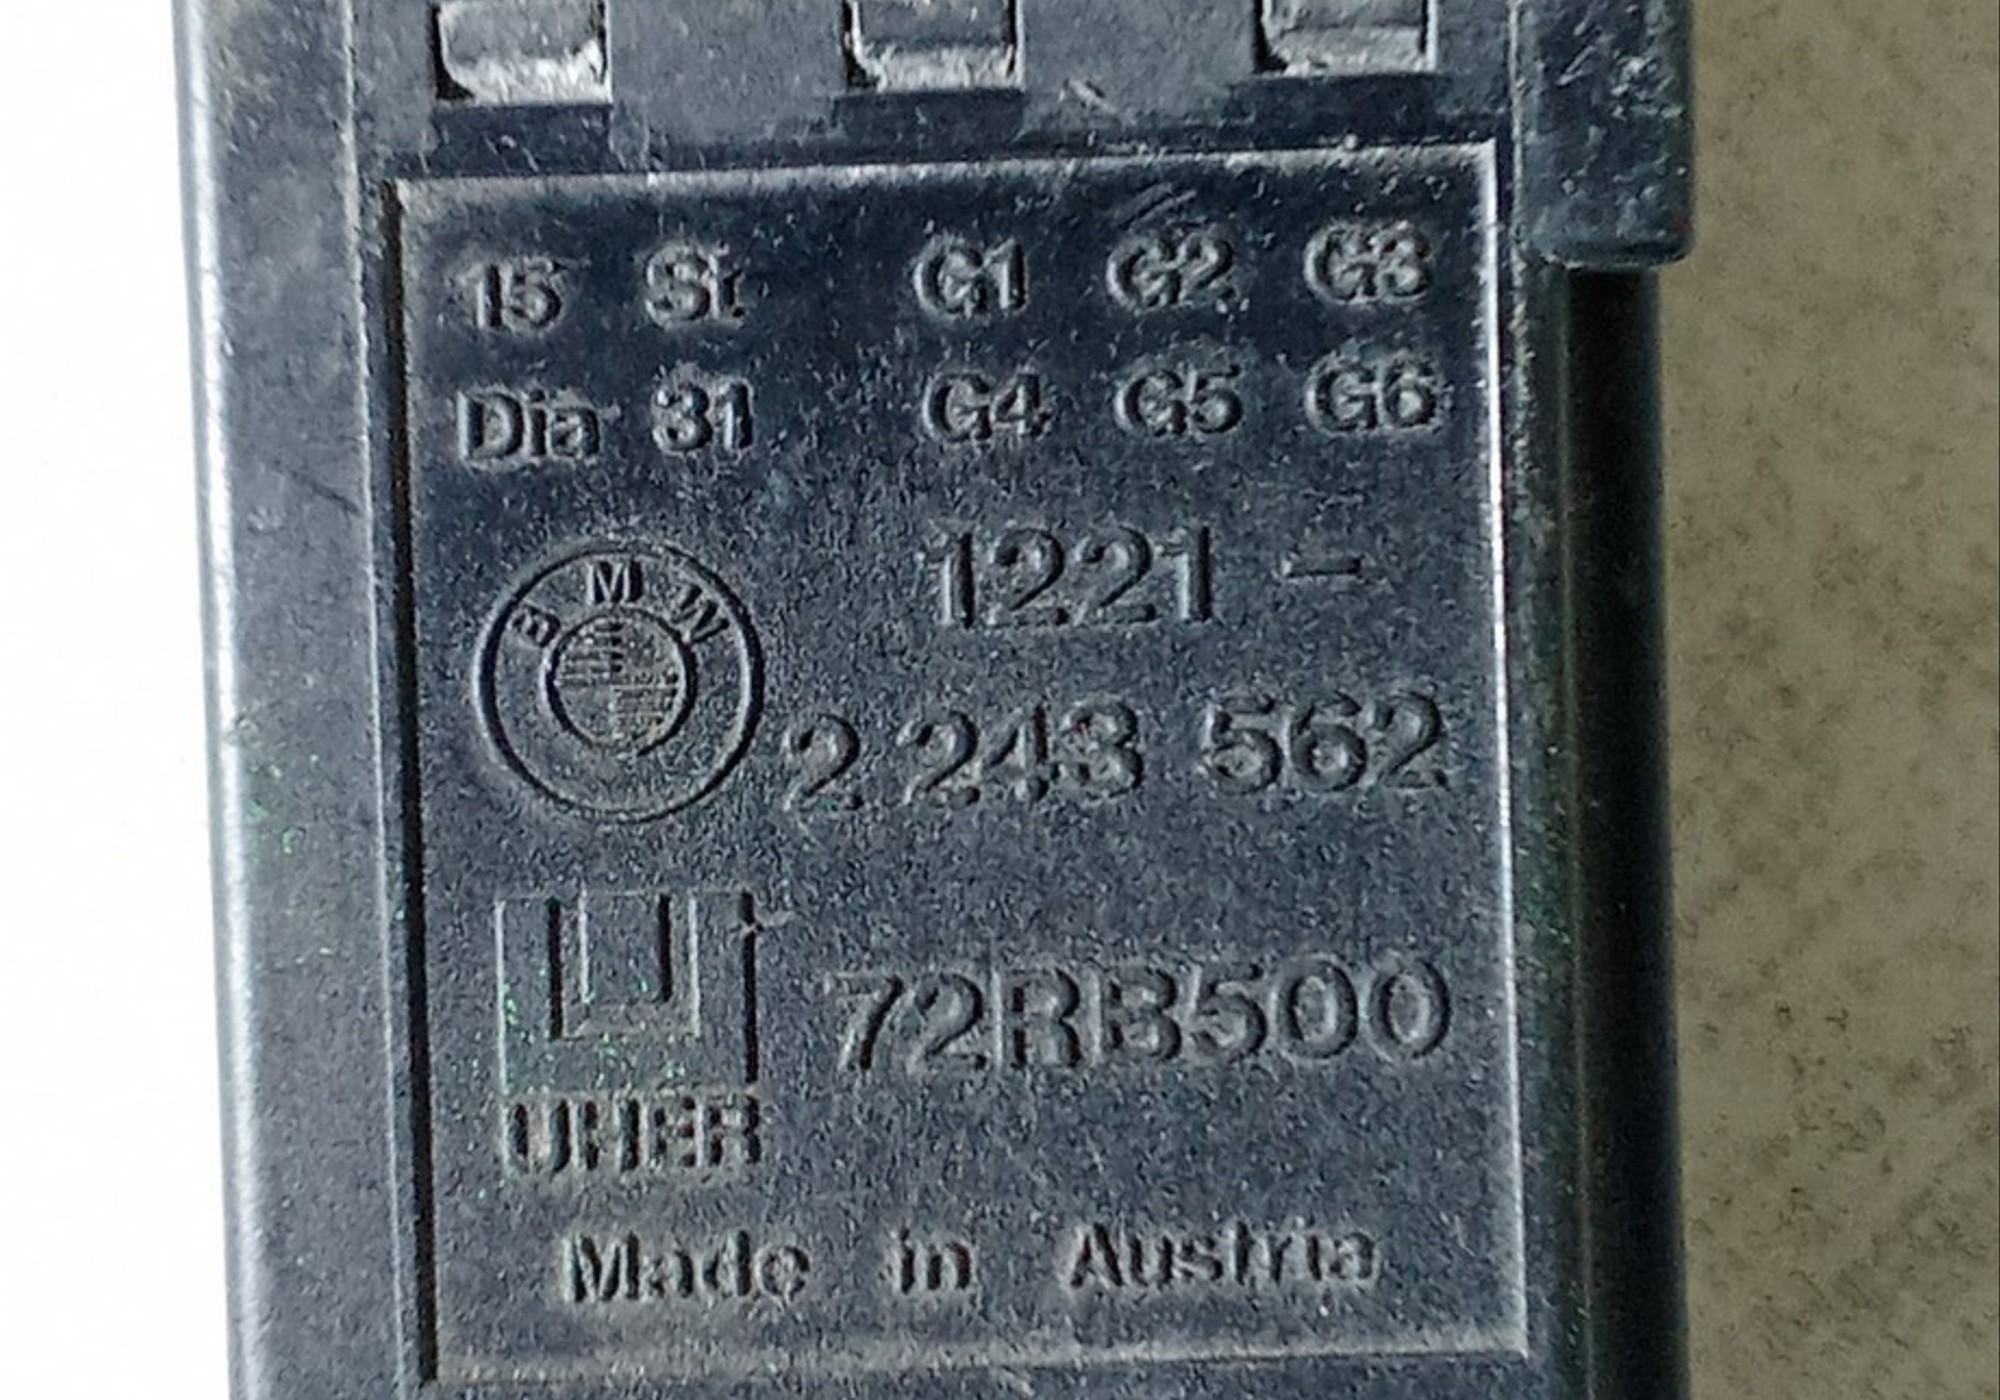 15 St G1 G2 G3
Dia 31 G4 G5 G6
BMW
1221 -
2 243 562
72RB500
UHER
Made in Austria